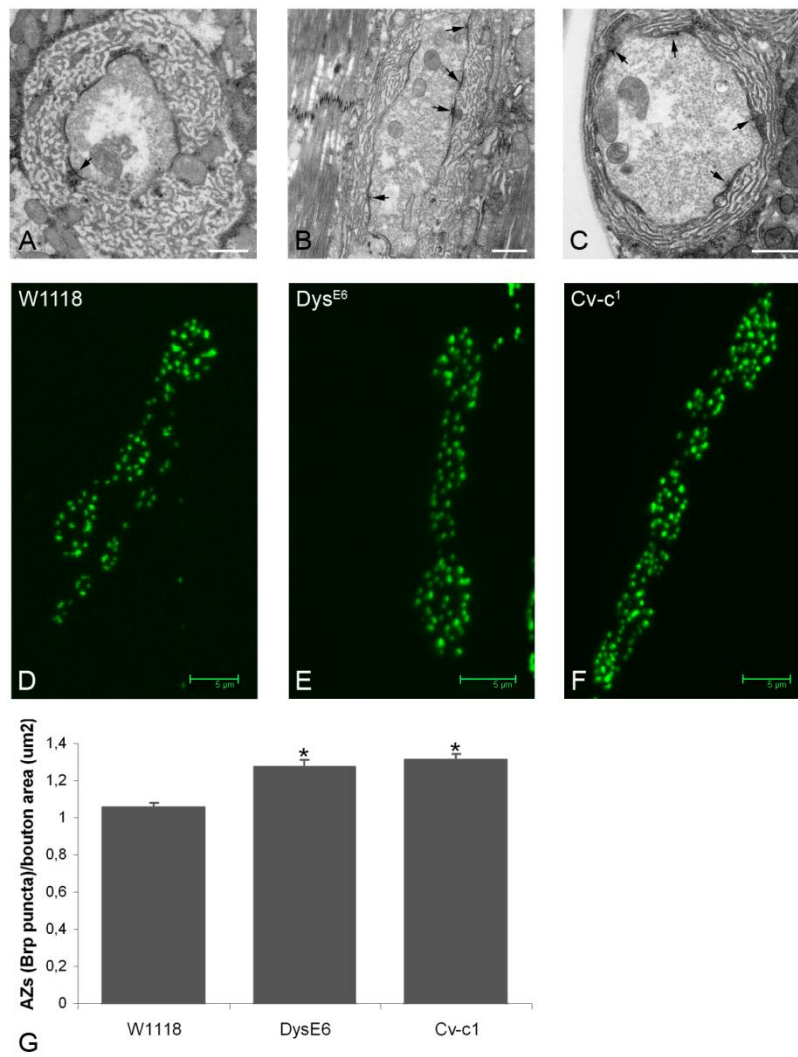 A
B
C
W1118
Dys^E6
Cv-c^1
D
5 µm
E
5 µm
F
5 µm
AZs (Brp puncta)/bouton area (um2)
1,4
1,2
1
0,8
0,6
0,4
0,2
0
*
*
W1118
DysE6
Cv-c1
G